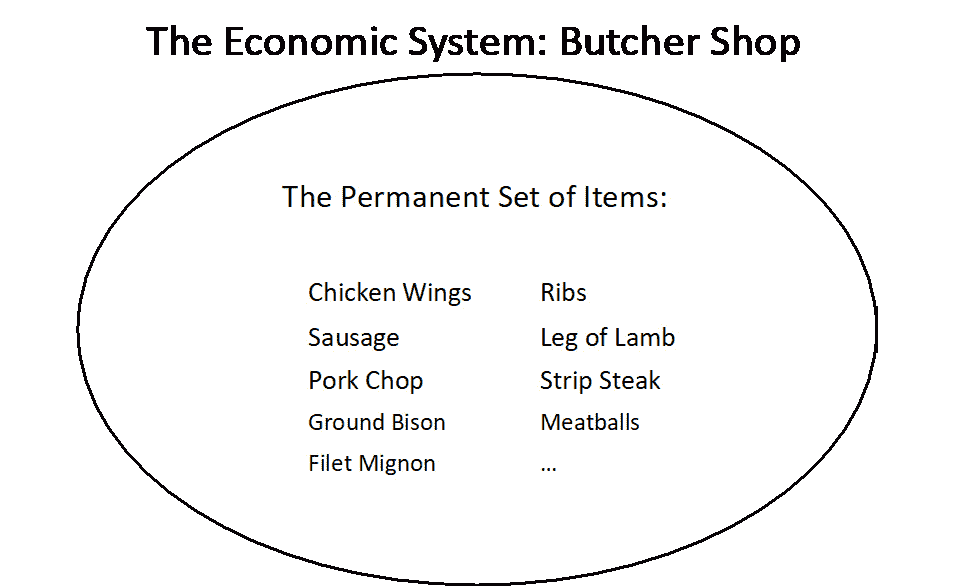 The Economic System: Butcher Shop
The Permanent Set of Items:
Chicken Wings
Sausage
Pork Chop
Ground Bison
Filet Mignon
Ribs
Leg of Lamb
Strip Steak
Meatballs
...